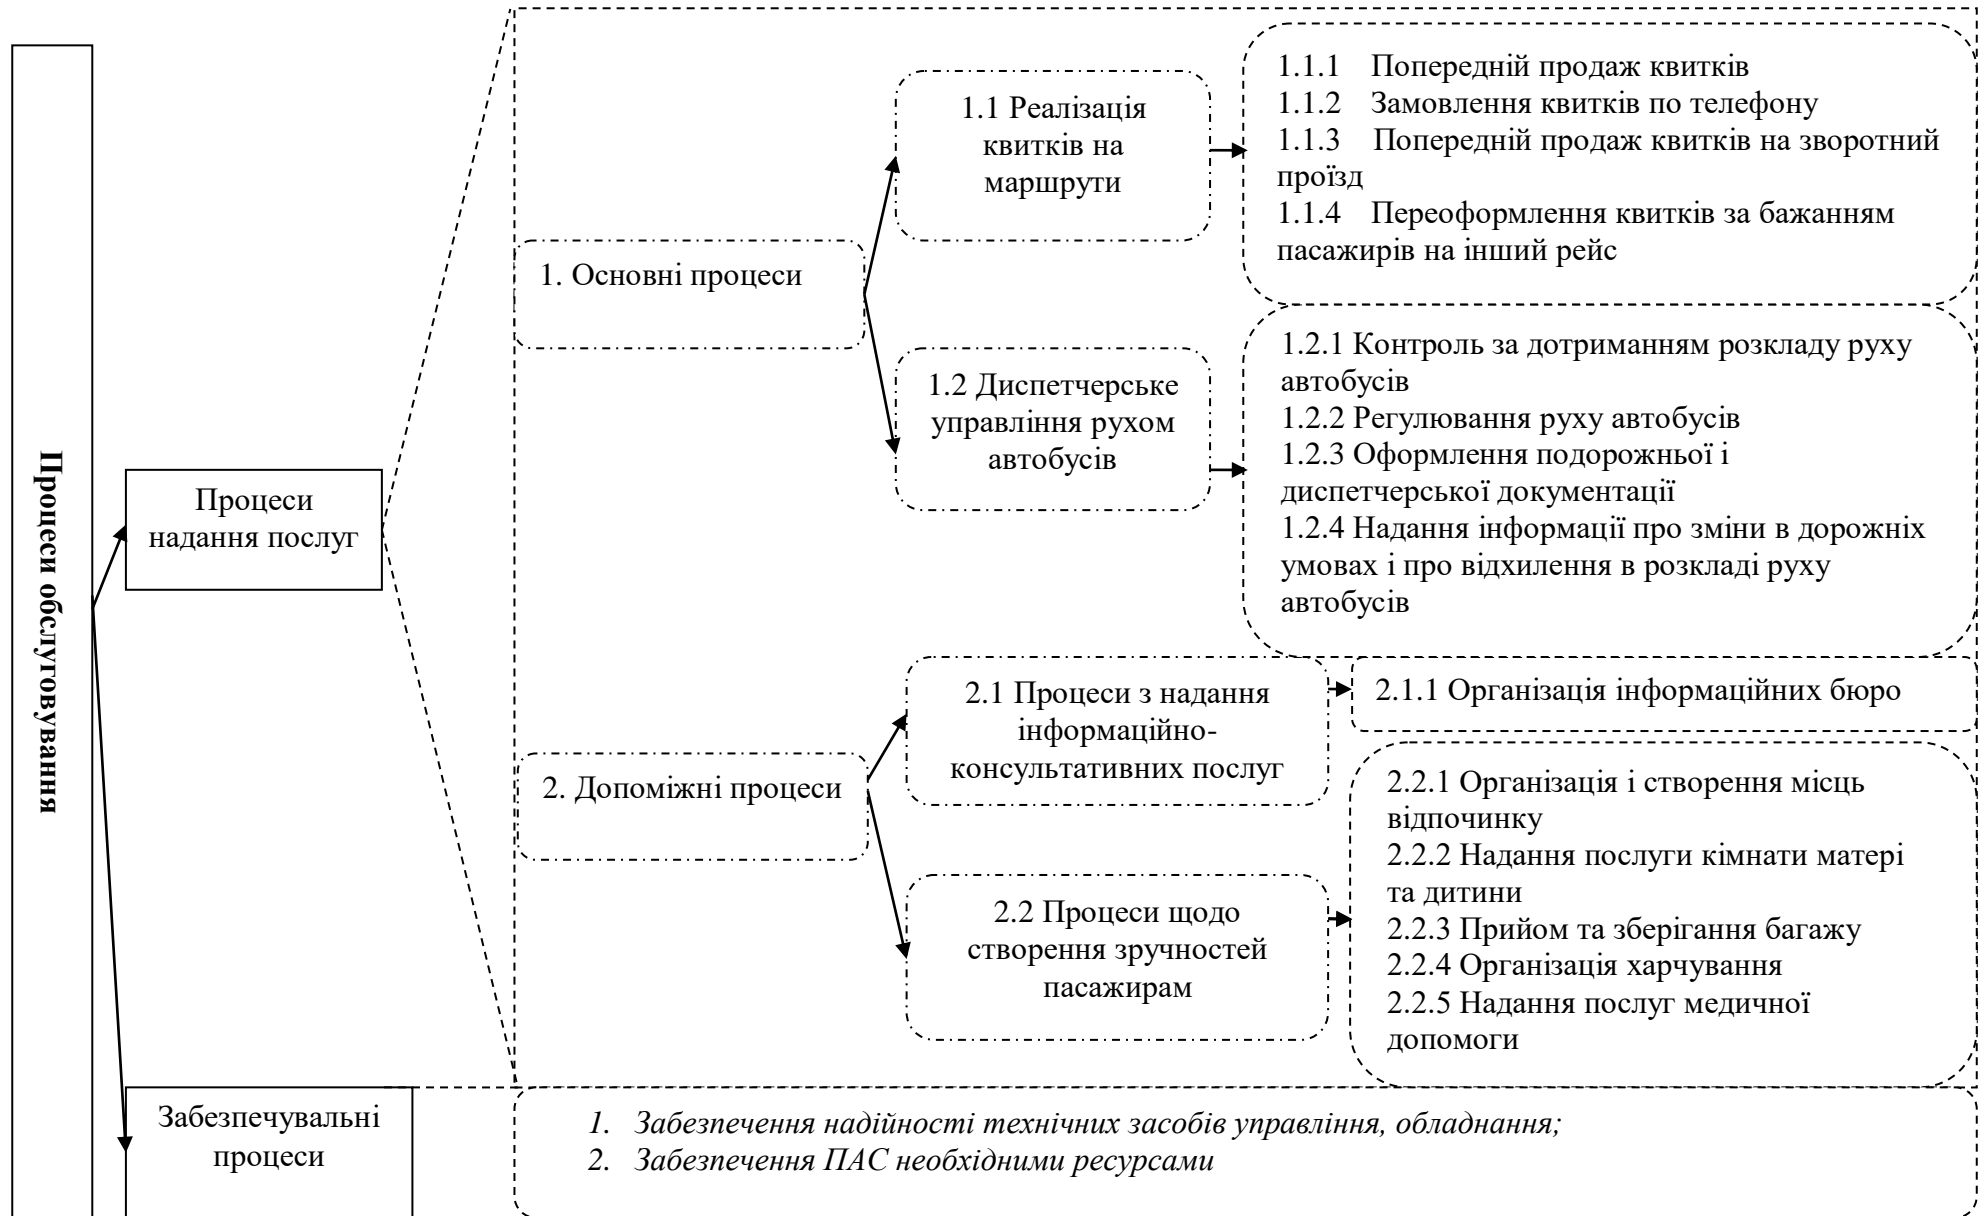 Процеси обслуговування
Процеси
надання послуг
1. Основні процеси
1.1 Реалізація
квитків на
маршрути
1.1.1 Попередній продаж квитків
1.1.2 Замовлення квитків по телефону
1.1.3 Попередній продаж квитків на зворотний
проїзд
1.1.4 Переоформлення квитків за бажанням
пасажирів на інший рейс
1.2 Диспетчерське
управління рухом
автобусів
1.2.1 Контроль за дотриманням розкладу руху
автобусів
1.2.2 Регулювання руху автобусів
1.2.3 Оформлення подорожньої і
диспетчерської документації
1.2.4 Надання інформації про зміни в дорожніх
умовах і про відхилення в розкладі руху
автобусів
2. Допоміжні процеси
2.1 Процеси з надання
інформаційно-
консультативних послуг
2.1.1 Організація інформаційних бюро
2.2 Процеси щодо
створення зручностей
пасажирам
2.2.1 Організація і створення місць
відпочинку
2.2.2 Надання послуги кімнати матері
та дитини
2.2.3 Прийом та зберігання багажу
2.2.4 Організація харчування
2.2.5 Надання послуг медичної
допомоги
Забезпечувальні
процеси
1. Забезпечення надійності технічних засобів управління, обладнання;
2. Забезпечення ПАС необхідними ресурсами